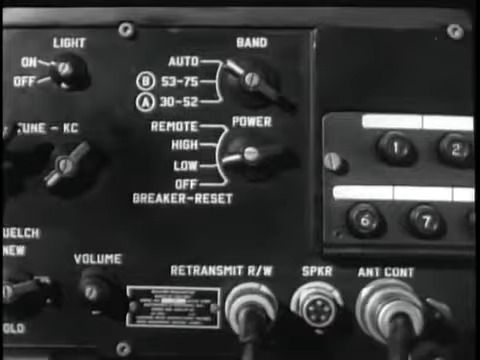 LIGHT
ON
OFF
BAND
AUTO
B 53-75
A 30-52
TUNE - KC
POWER
REMOTE
HIGH
LOW
OFF
BREAKER-RESET
1
2
6
7
UELCH
NEW
OLD
VOLUME
RETRANSMIT R/W
SPKR
ANT CONT